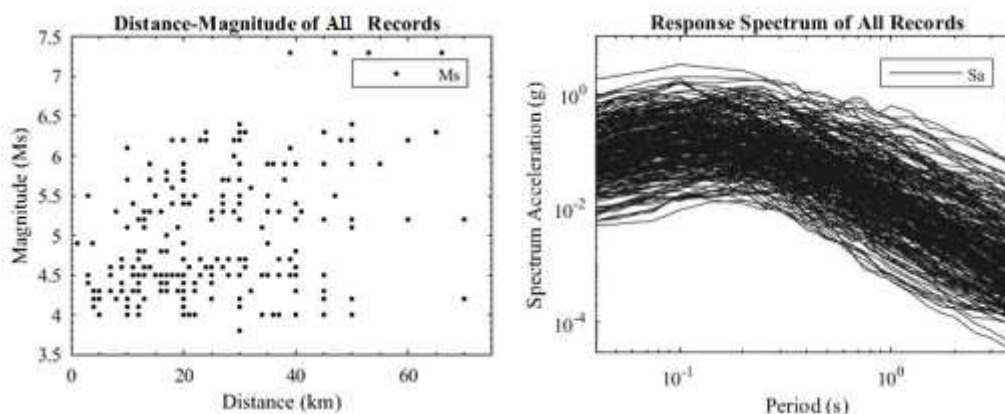 Distance-Magnitude of All Records
7.5
7
6.5
6
5.5
5
4.5
4
3.5
Magnitude (Ms)
Ms
0
20
40
60
Distance (km)
Response Spectrum of All Records
10^0
10^-2
10^-4
Spectrum Acceleration (g)
Sa
10^-1
10^0
Period (s)